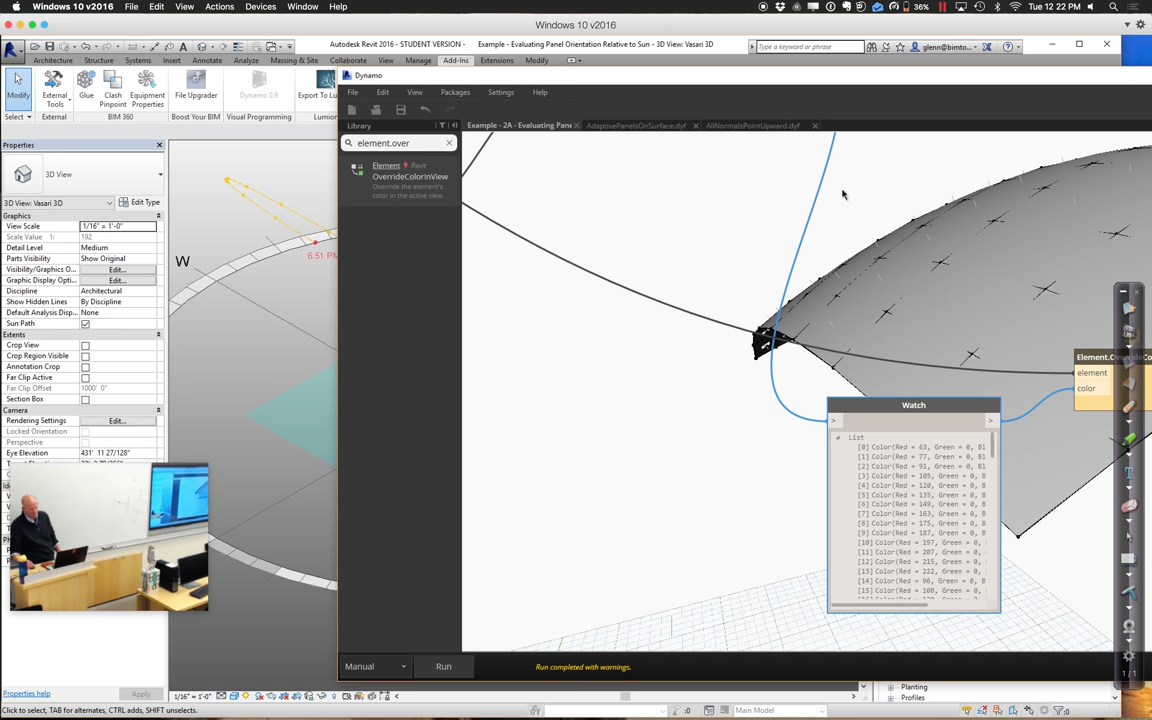 Windows 10 v2016 File Edit View Actions Devices Window Help
36% Tue 12 22 PM
Windows 10 v2016
Autodesk Revit 2016 - STUDENT VERSION - Example - Evaluating Panel Orientation Relative to Sun - 3D View: Vasari 3D
Type a keyword or phrase
glenn@bimto...
Architecture Structure Systems Insert Annotate Analyze Massing & Site Collaborate View Manage Add-Ins Extensions Modify
Modify
External Tools
Glue
Clash Pinpoint
Equipment Properties
File Upgrader
Dynamo 0.9
Export To Lu
Select External BIM 360 Boost Your BIM Visual Programming Lumion
Properties
3D View
3D View: Vasari 3D Edit Type
Graphics
View Scale 1/16" = 1'-0"
Scale Value 1: 192
Detail Level Medium
Parts Visibility Show Original
Visibility/Graphics O... Edit...
Graphic Display Opti... Edit...
Discipline Architectural
Show Hidden Lines By Discipline
Default Analysis Disp... None
Sun Path
Extents
Crop View
Crop Region Visible
Annotation Crop
Far Clip Active
Far Clip Offset 1000' 0"
Section Box
Camera
Rendering Settings Edit...
Locked Orientation
Perspective
Eye Elevation 431' 11 27/128"
Properties help Apply
W
6:51 PM
Dynamo
File Edit View Packages Settings Help
Library
Example - 2A - Evaluating Pane AdaptivePanelsOnSurface.dyf AllNormalsPointUpward.dyf
element.over
Element Revit
OverrideColorInView
Override the element's
color in the active view.
Element.OverrideCo
element
color
Watch
> >
List
[0] Color(Red = 63, Green = 0, Bl
[1] Color(Red = 77, Green = 0, Bl
[2] Color(Red = 91, Green = 0, Bl
[3] Color(Red = 105, Green = 0,
[4] Color(Red = 120, Green = 0,
[5] Color(Red = 135, Green = 0,
[6] Color(Red = 149, Green = 0,
[7] Color(Red = 163, Green = 0,
[8] Color(Red = 175, Green = 0,
[9] Color(Red = 187, Green = 0,
[10] Color(Red = 197, Green = 0,
[11] Color(Red = 207, Green = 0,
[12] Color(Red = 215, Green = 0,
[13] Color(Red = 222, Green = 0,
[14] Color(Red = 96, Green = 0, B
[15] Color(Red = 108, Green = 0,
Manual Run Run completed with warnings.
1 / 1
1/16" = 1'-0"
Planting
Profiles
Click to select, TAB for alternates, CTRL adds, SHIFT unselects.
:0 Main Model :0